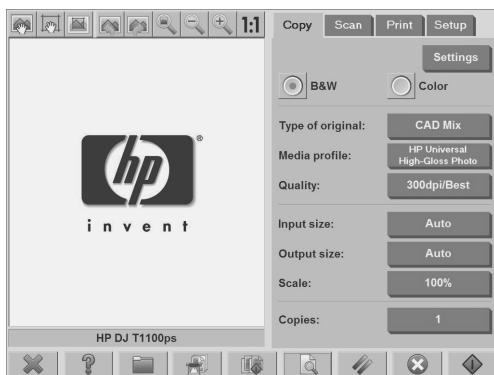 1:1
Copy
Scan
Print
Setup
Settings
B&W
Color
Type of original:
CAD Mix
Media profile:
HP Universal
High-Gloss Photo
Quality:
300dpi/Best
Input size:
Auto
Output size:
Auto
Scale:
100%
Copies:
1
hp
®
invent
HP DJ T1100ps
?